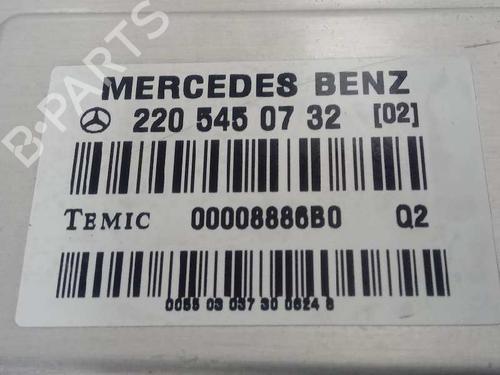 B-PARTS
MERCEDES BENZ
220 545 07 32 [02]
TEMIC 00008886B0 Q2
0055 03 037 30 0624 8